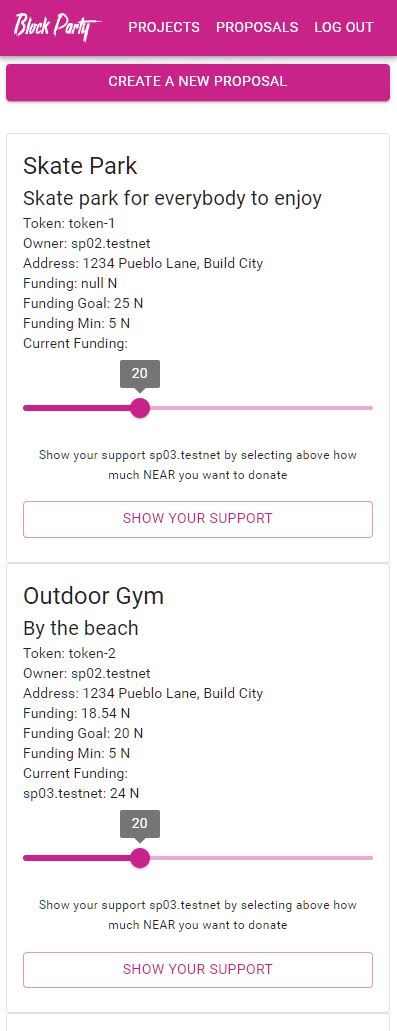 Block Party PROJECTS PROPOSALS LOG OUT
CREATE A NEW PROPOSAL
Skate Park
Skate park for everybody to enjoy
Token: token-1
Owner: sp02.testnet
Address: 1234 Pueblo Lane, Build City
Funding: null N
Funding Goal: 25 N
Funding Min: 5 N
Current Funding:
20
Show your support sp03.testnet by selecting above how
much NEAR you want to donate
SHOW YOUR SUPPORT
Outdoor Gym
By the beach
Token: token-2
Owner: sp02.testnet
Address: 1234 Pueblo Lane, Build City
Funding: 18.54 N
Funding Goal: 20 N
Funding Min: 5 N
Current Funding:
sp03.testnet: 24 N
20
Show your support sp03.testnet by selecting above how
much NEAR you want to donate
SHOW YOUR SUPPORT